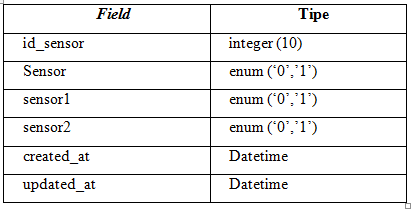 Field Tipe
id_sensor integer (10)
Sensor enum (‘0’,’1’)
sensor1 enum (‘0’,’1’)
sensor2 enum (‘0’,’1’)
created_at Datetime
updated_at Datetime